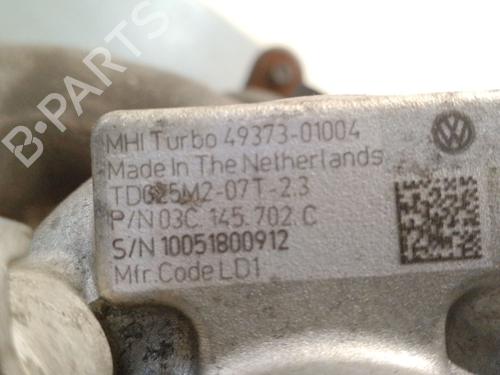 B-PARTS
MHI Turbo 49373-01004
Made In The Netherlands
TD025M2-07T-2.3
P/N 03C 145.702.C
S/N 10051800912
Mfr.Code LD1